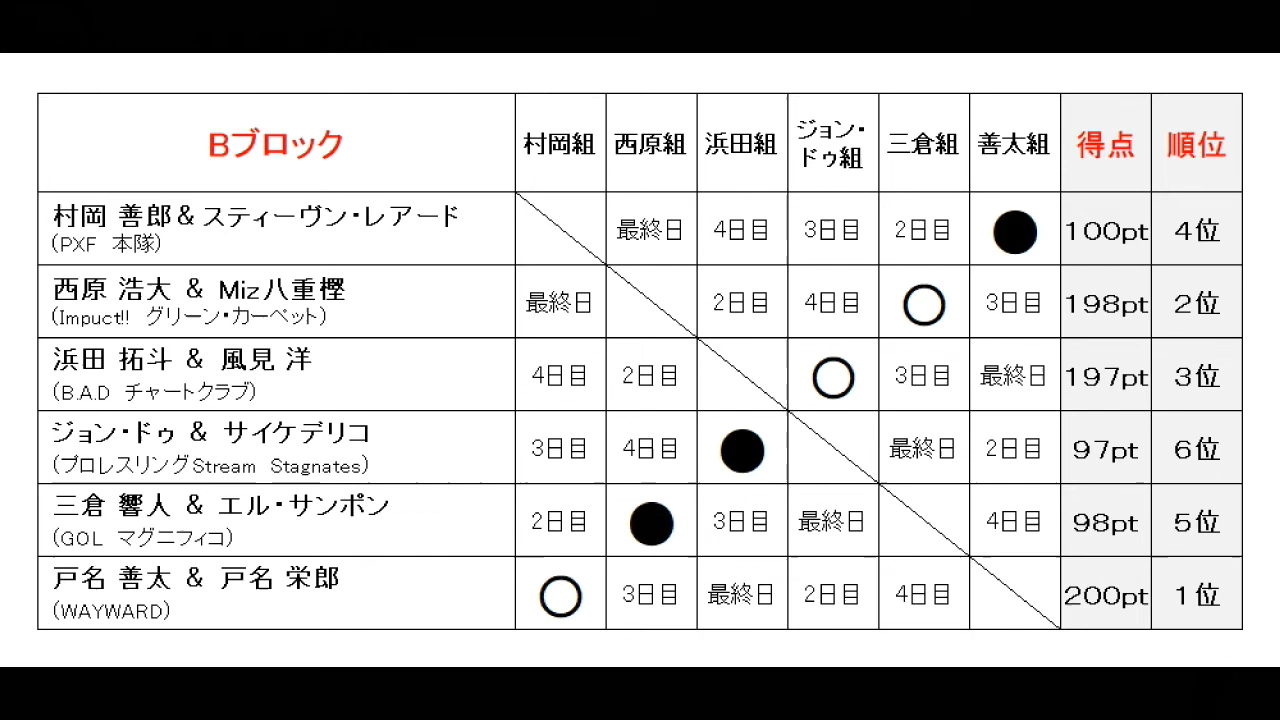 Bブロック 村岡組 西原組 浜田組 ジョン・ドゥ組 三倉組 善太組 得点 順位
村岡 善郎&スティーヴン・レアード 最終日 4日目 3日目 2日目 ● 100pt 4位
(PXF 本隊)
西原 浩大 & Miz八重樫 最終日 2日目 4日目 ○ 3日目 198pt 2位
(Impuct!! グリーン・カーペット)
浜田 拓斗 & 風見 洋 4日目 2日目 ○ 3日目 最終日 197pt 3位
(B.A.D チャートクラブ)
ジョン・ドゥ & サイケデリコ 3日目 4日目 ● 最終日 2日目 97pt 6位
(プロレスリングStream Stagnates)
三倉 響人 & エル・サンポン 2日目 ● 3日目 最終日 4日目 98pt 5位
(GOL マグニフィコ)
戸名 善太 & 戸名 栄郎 ○ 3日目 最終日 2日目 4日目 200pt 1位
(WAYWARD)